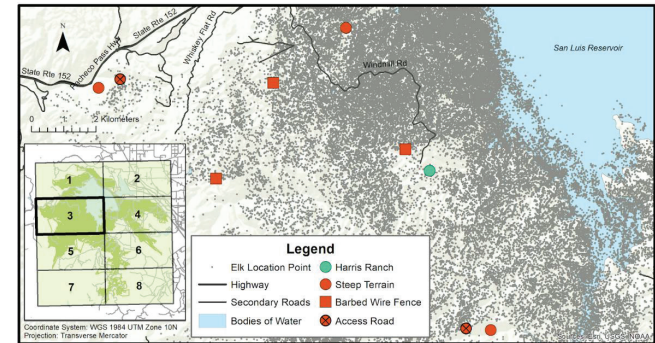 San Luis Reservoir
State Rte 152
Whiskey Flat Rd
Pacheco Pass Hwy
State Rte 152
Windmill Rd
0 1 2 Kilometers
1 2
3 4
5 6
7 8
Legend
Elk Location Point
Harris Ranch
Highway
Steep Terrain
Secondary Roads
Barbed Wire Fence
Bodies of Water
Access Road
Coordinate System: WGS 1984 UTM Zone 10N
Projection: Transverse Mercator
USGS, NOAA